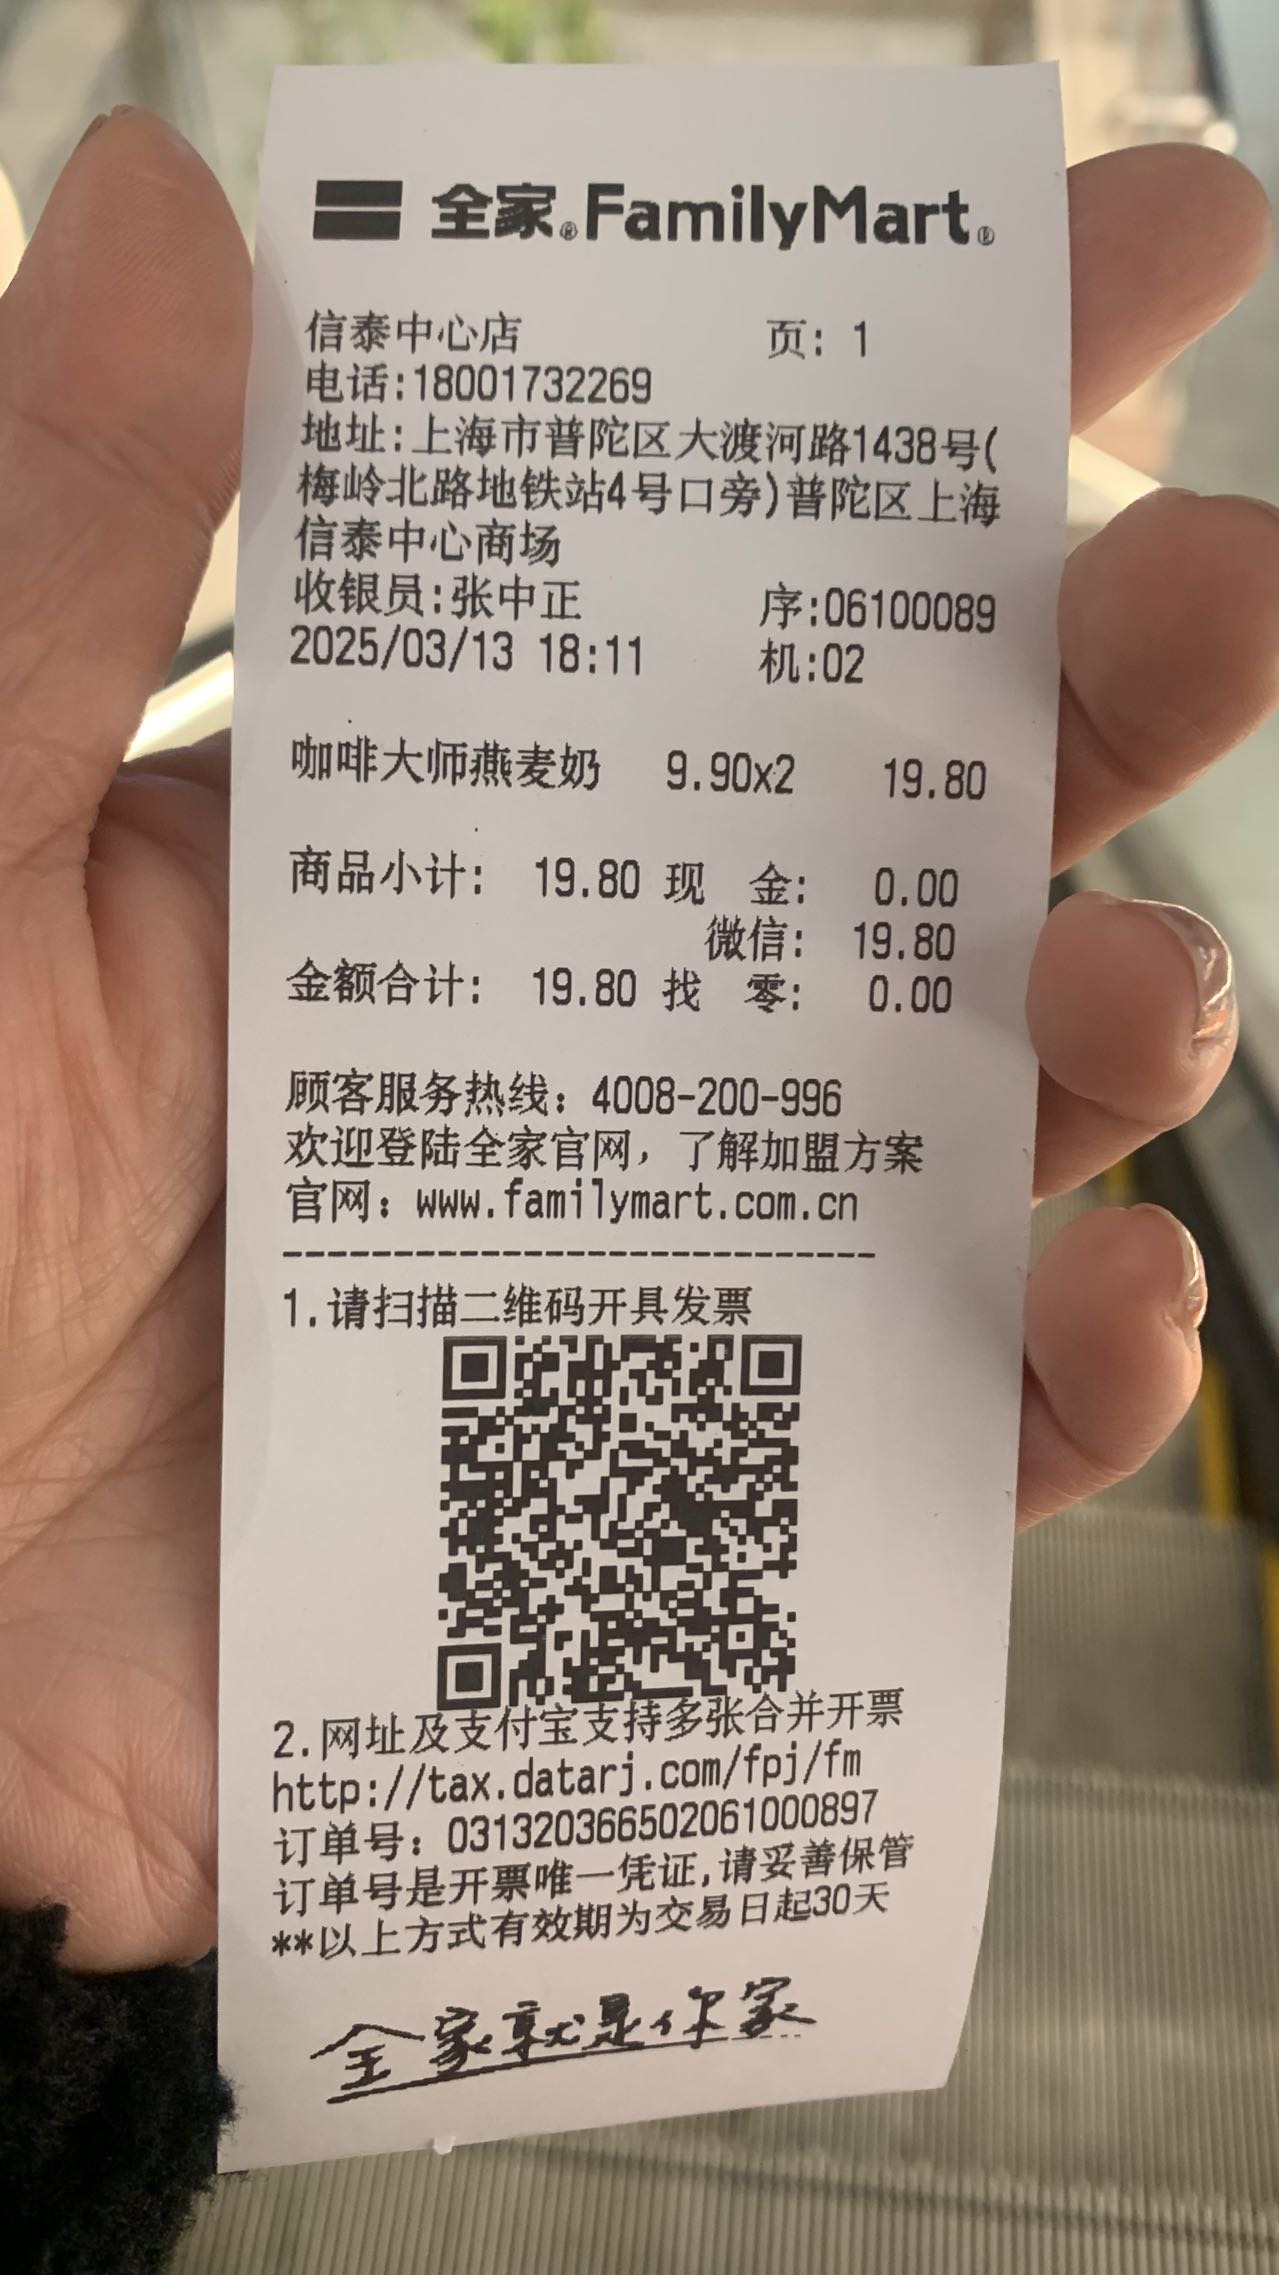 全家®FamilyMart®
信泰中心店 页: 1
电话:18001732269
地址:上海市普陀区大渡河路1438号(
梅岭北路地铁站4号口旁)普陀区上海
信泰中心商场
收银员:张中正 序:06100089
2025/03/13 18:11 机:02
咖啡大师燕麦奶 9.90x2 19.80
商品小计: 19.80 现 金: 0.00
微信: 19.80
金额合计: 19.80 找 零: 0.00
顾客服务热线: 4008-200-996
欢迎登陆全家官网，了解加盟方案
官网: www.familymart.com.cn
---------------------------
1.请扫描二维码开具发票
2.网址及支付宝支持多张合并开票
http://tax.datarj.com/fpj/fm
订单号: 031320366502061000897
订单号是开票唯一凭证,请妥善保管
**以上方式有效期为交易日起30天
全家就是你家